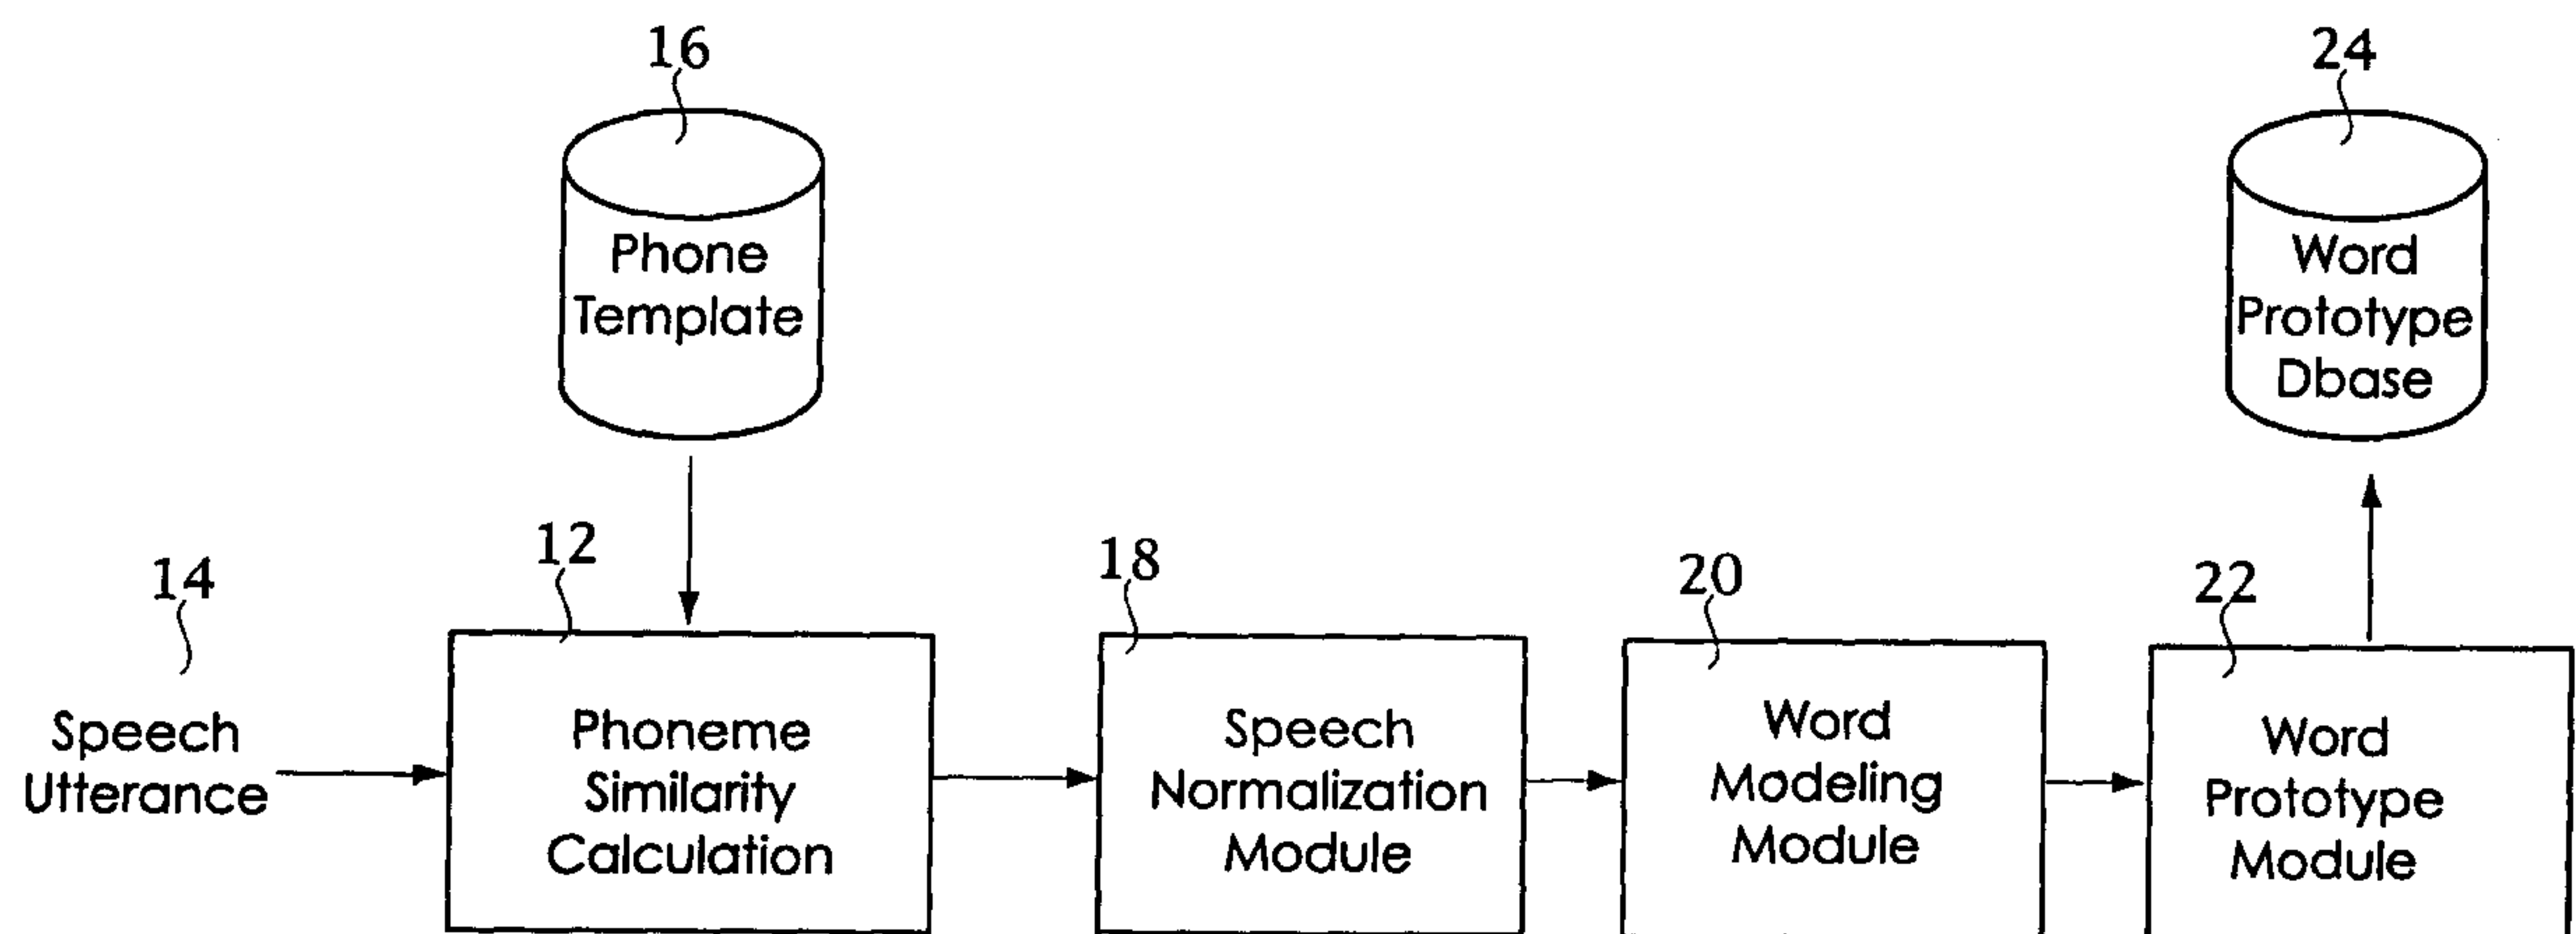 16
24
Phone
Template
Word
Prototype
Dbase
14
12
18
20
22
Speech
Utterance
Phoneme
Similarity
Calculation
Speech
Normalization
Module
Word
Modeling
Module
Word
Prototype
Module